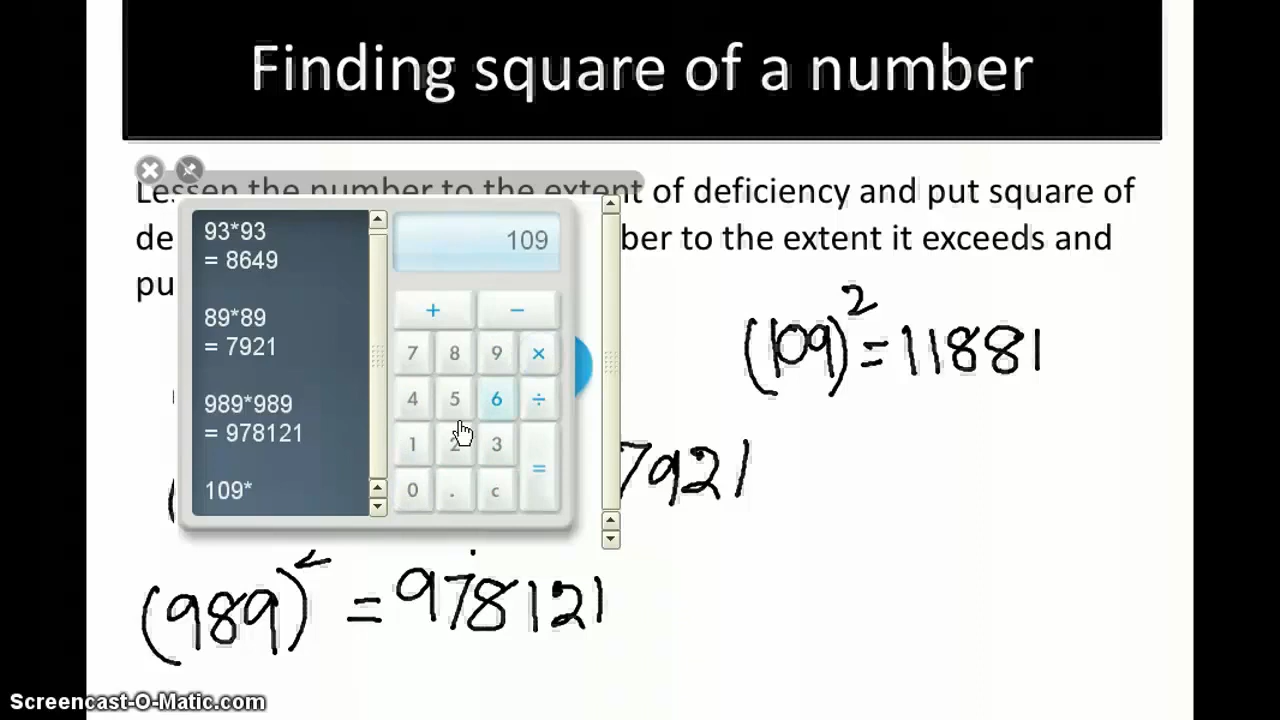 Finding square of a number
Lessen the number to the extent of deficiency and put square of
ber to the extent it exceeds and
93*93
= 8649
89*89
= 7921
989*989
= 978121
109*
109
+ −
7 8 9 ×
4 5 6 ÷
1 2 3 =
0 . c
(109)² = 11881
7921
(989)² = 978121
Screencast-O-Matic.com